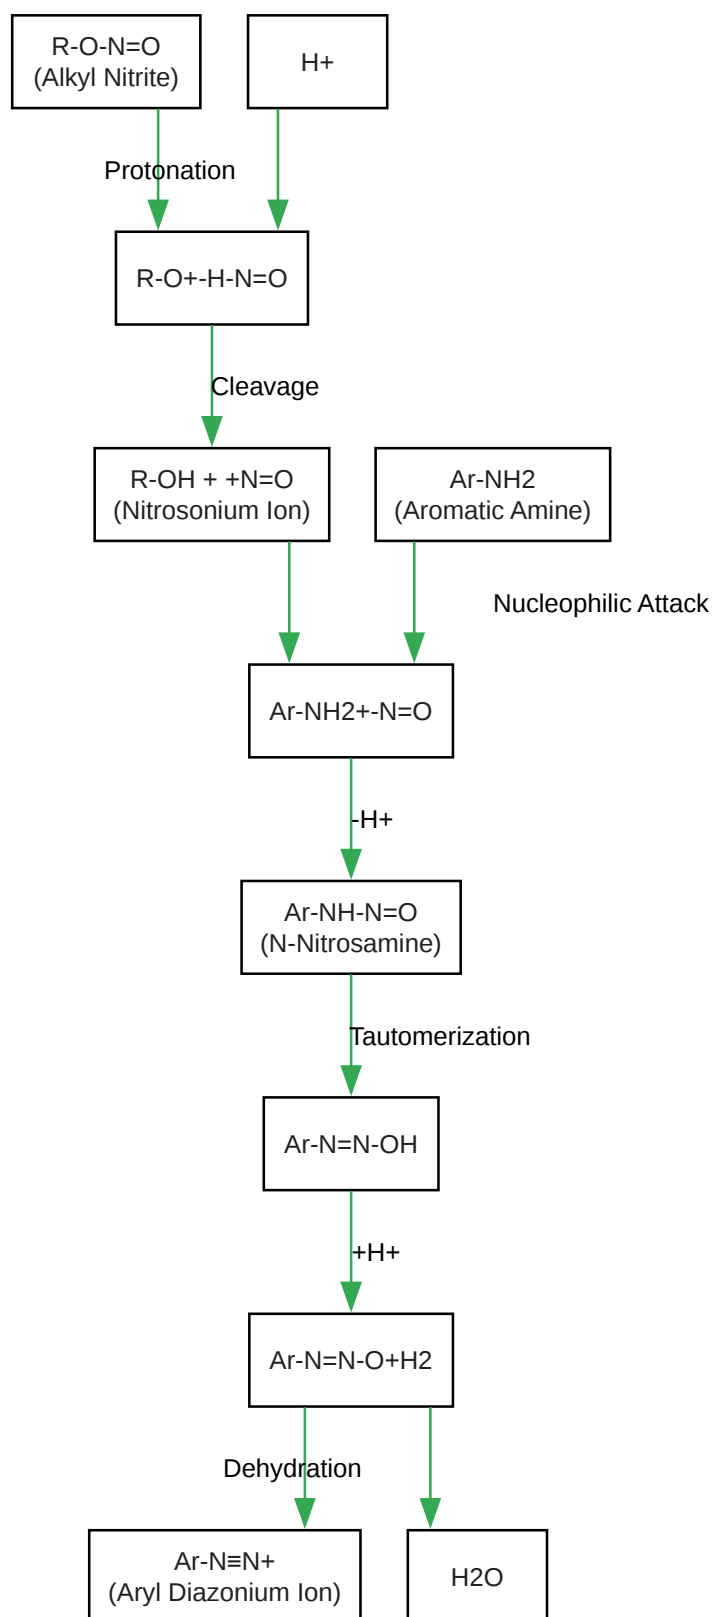 R-O-N=O
(Alkyl Nitrite)
H+
Protonation
R-O+-H-N=O
Cleavage
R-OH + +N=O
(Nitrosonium Ion)
Ar-NH2
(Aromatic Amine)
Nucleophilic Attack
Ar-NH2+-N=O
-H+
Ar-NH-N=O
(N-Nitrosamine)
Tautomerization
Ar-N=N-OH
+H+
Ar-N=N-O+H2
Dehydration
Ar-N≡N+
(Aryl Diazonium Ion)
H2O